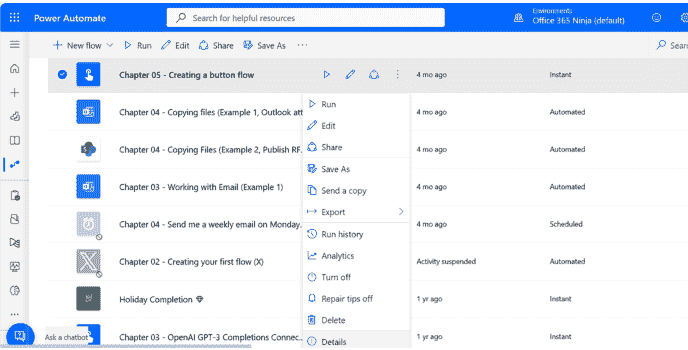 Power Automate
Search for helpful resources
Environments
Office 365 Ninja (default)
New flow
Run
Edit
Share
Save As
Sear
Chapter 05 - Creating a button flow
4 mo ago
Instant
Chapter 04 - Copying files (Example 1, Outlook att
4 mo ago
Automated
Chapter 04 - Copying Files (Example 2, Publish RF...
4 mo ago
Automated
Chapter 03 - Working with Email (Example 1)
4 mo ago
Automated
Chapter 04 - Send me a weekly email on Monday...
4 mo ago
Scheduled
Chapter 02 - Creating your first flow (X)
Activity suspended
Automated
Holiday Completion
1 yr ago
Instant
Chapter 03 - OpenAI GPT-3 Completions Connec...
1 yr ago
Instant
Run
Edit
Share
Save As
Send a copy
Export
Run history
Analytics
Turn off
Repair tips off
Delete
Details
Ask a chatbot